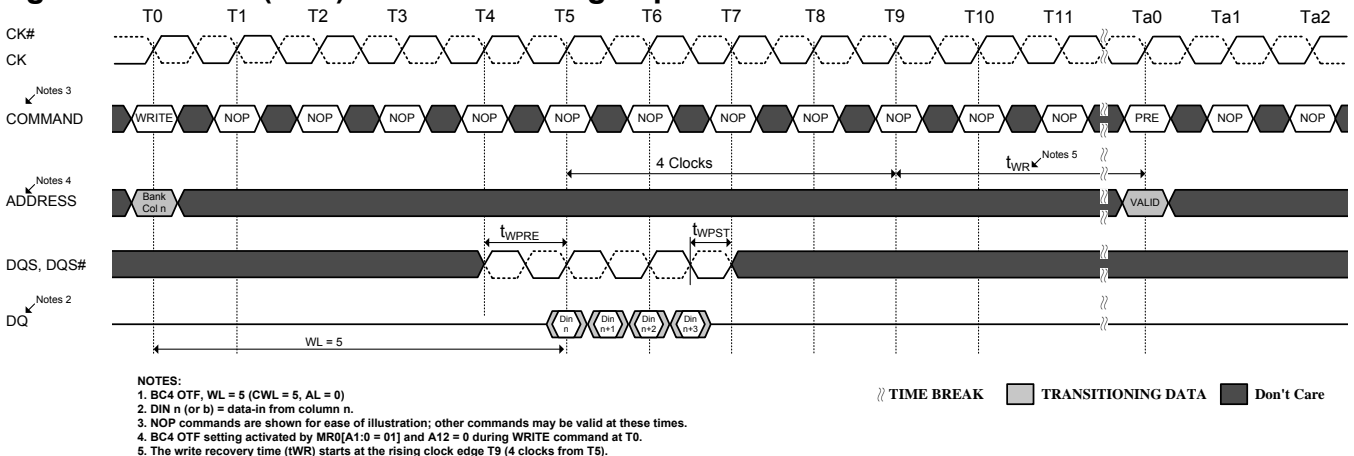 T0 T1 T2 T3 T4 T5 T6 T7 T8 T9 T10 T11 Ta0 Ta1 Ta2
CK#
CK
Notes 3
COMMAND WRITE NOP NOP NOP NOP NOP NOP NOP NOP NOP NOP NOP PRE NOP NOP
4 Clocks tWR Notes 5
Notes 4
ADDRESS Bank Col n VALID
tWPRE tWPST
DQS, DQS#
Notes 2
DQ Din n Din n+1 Din n+2 Din n+3
WL = 5
NOTES:
1. BC4 OTF, WL = 5 (CWL = 5, AL = 0)
2. DIN n (or b) = data-in from column n.
3. NOP commands are shown for ease of illustration; other commands may be valid at these times.
4. BC4 OTF setting activated by MR0[A1:0 = 01] and A12 = 0 during WRITE command at T0.
5. The write recovery time (tWR) starts at the rising clock edge T9 (4 clocks from T5).
TIME BREAK TRANSITIONING DATA Don't Care